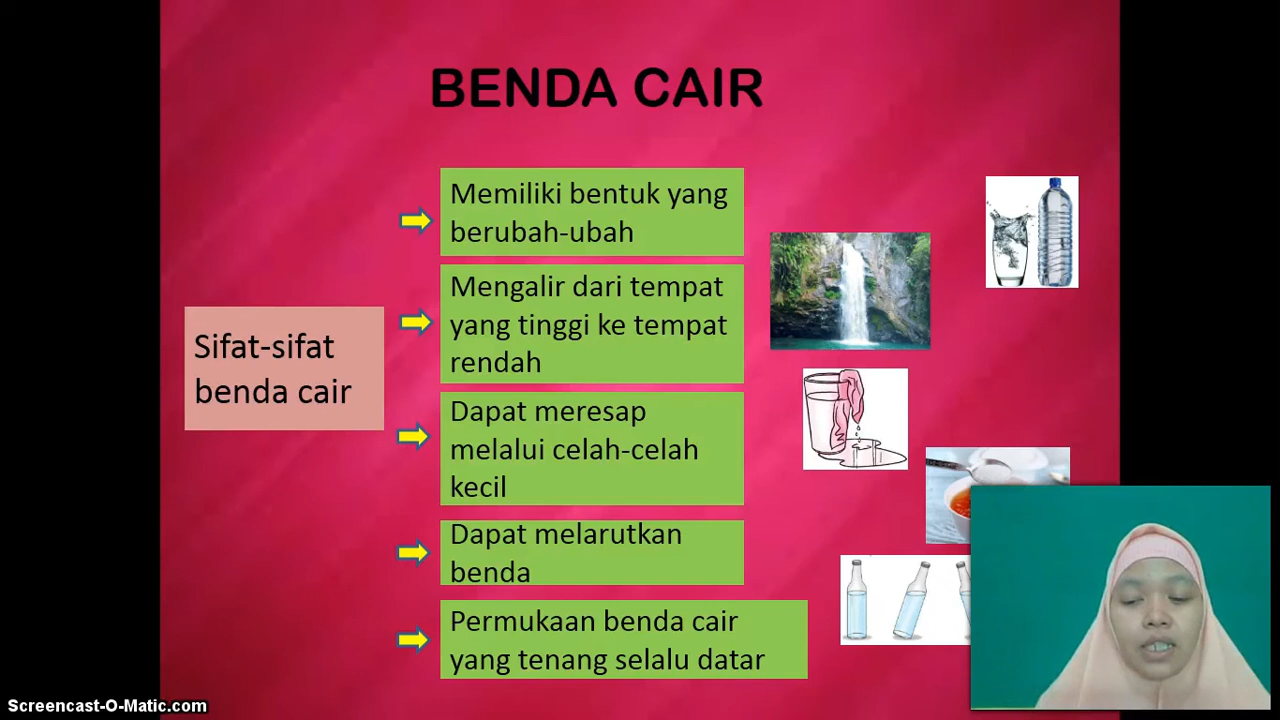 BENDA CAIR
Sifat-sifat
benda cair
Memiliki bentuk yang
berubah-ubah
Mengalir dari tempat
yang tinggi ke tempat
rendah
Dapat meresap
melalui celah-celah
kecil
Dapat melarutkan
benda
Permukaan benda cair
yang tenang selalu datar
Screencast-O-Matic.com